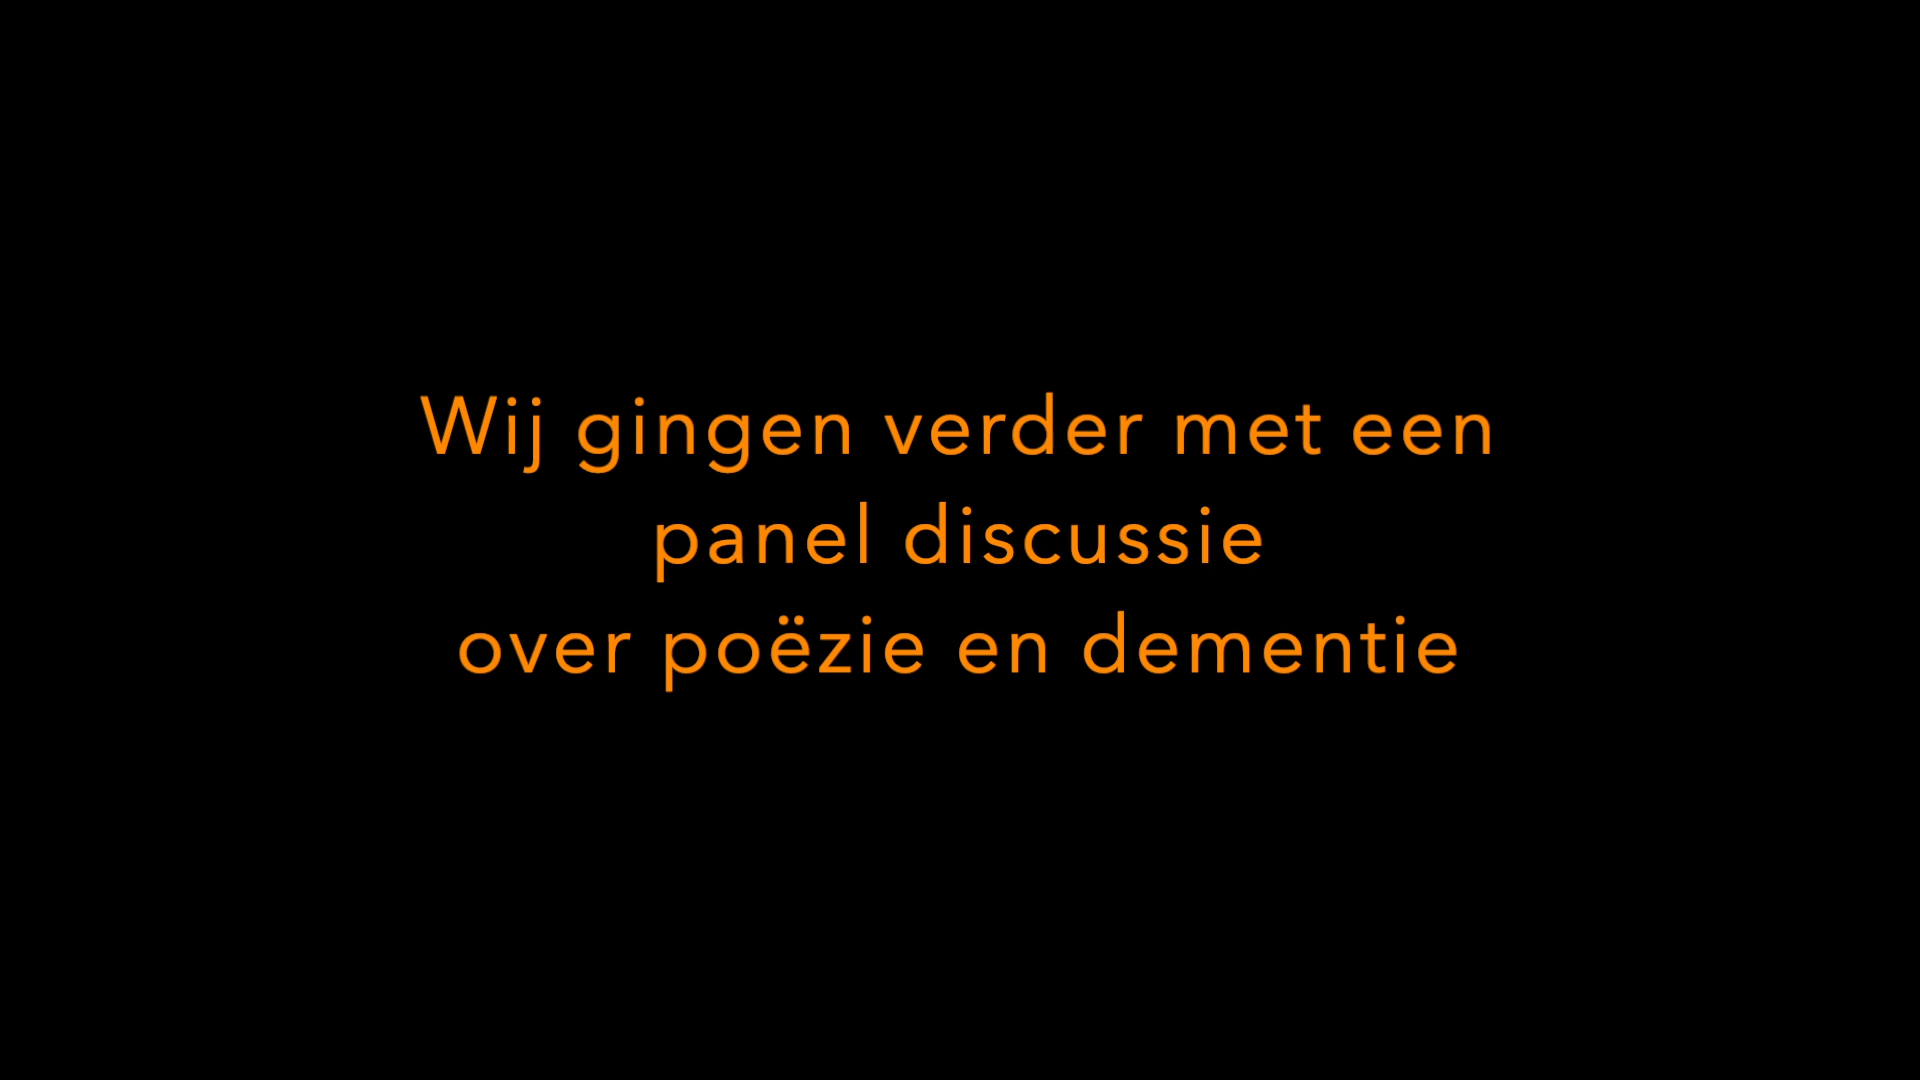 Wij gingen verder met een
panel discussie
over poëzie en dementie